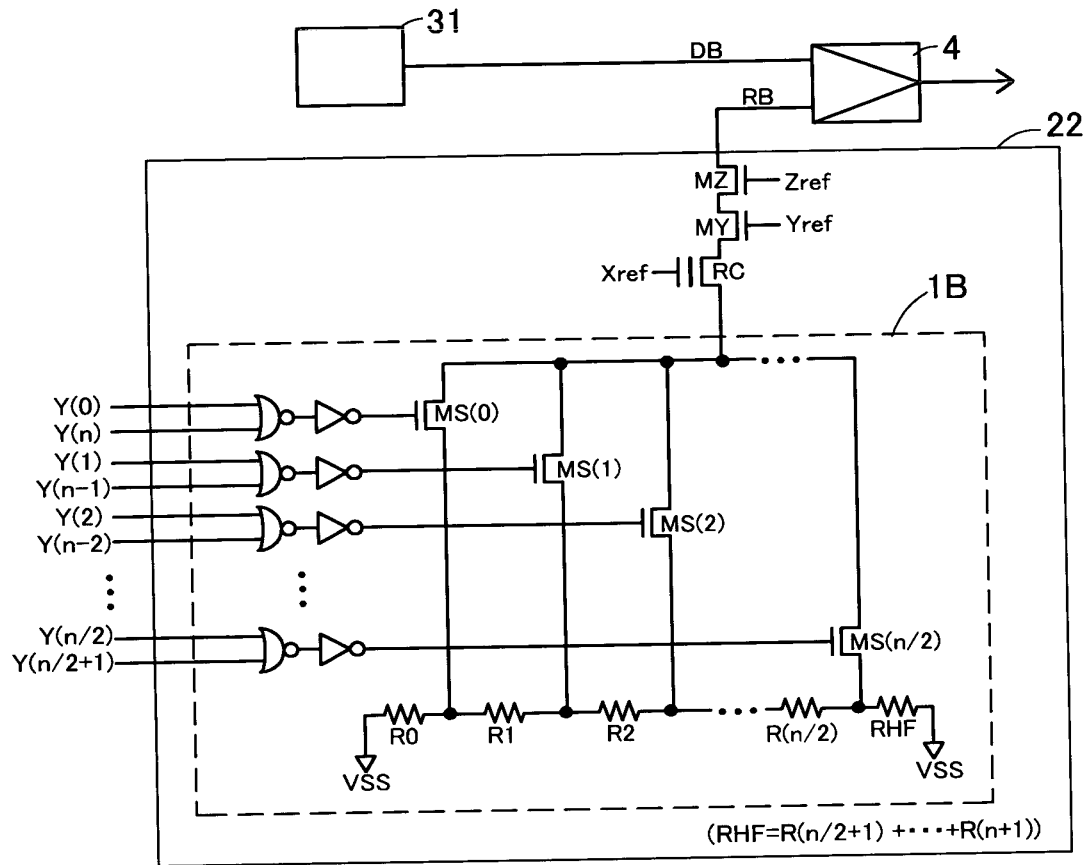 31
DB
4
RB
22
MZ
Zref
MY
Yref
Xref
RC
1B
Y(0)
Y(n)
MS(0)
Y(1)
Y(n-1)
MS(1)
Y(2)
Y(n-2)
MS(2)
Y(n/2)
Y(n/2+1)
MS(n/2)
R0
R1
R2
R(n/2)
RHF
VSS
VSS
(RHF=R(n/2+1) +・・・・+R(n+1))